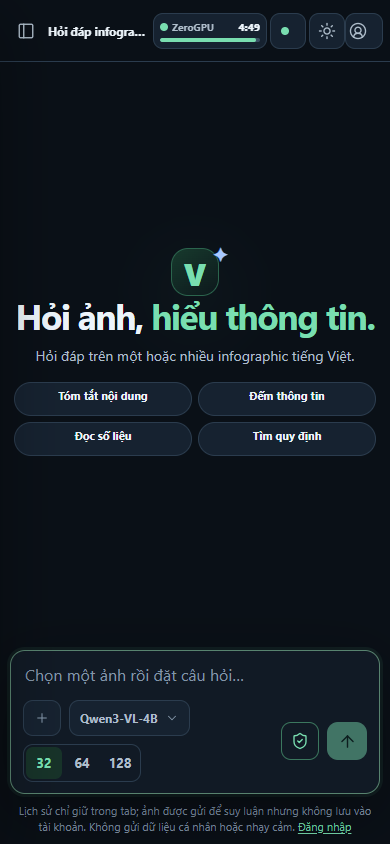 Hỏi đáp infogra...
ZeroGPU 4:49
V
Hỏi ảnh, hiểu thông tin.
Hỏi đáp trên một hoặc nhiều infographic tiếng Việt.
Tóm tắt nội dung
Đếm thông tin
Đọc số liệu
Tìm quy định
Chọn một ảnh rồi đặt câu hỏi...
Qwen3-VL-4B
32 64 128
Lịch sử chỉ giữ trong tab; ảnh được gửi để suy luận nhưng không lưu vào
tài khoản. Không gửi dữ liệu cá nhân hoặc nhạy cảm. Đăng nhập